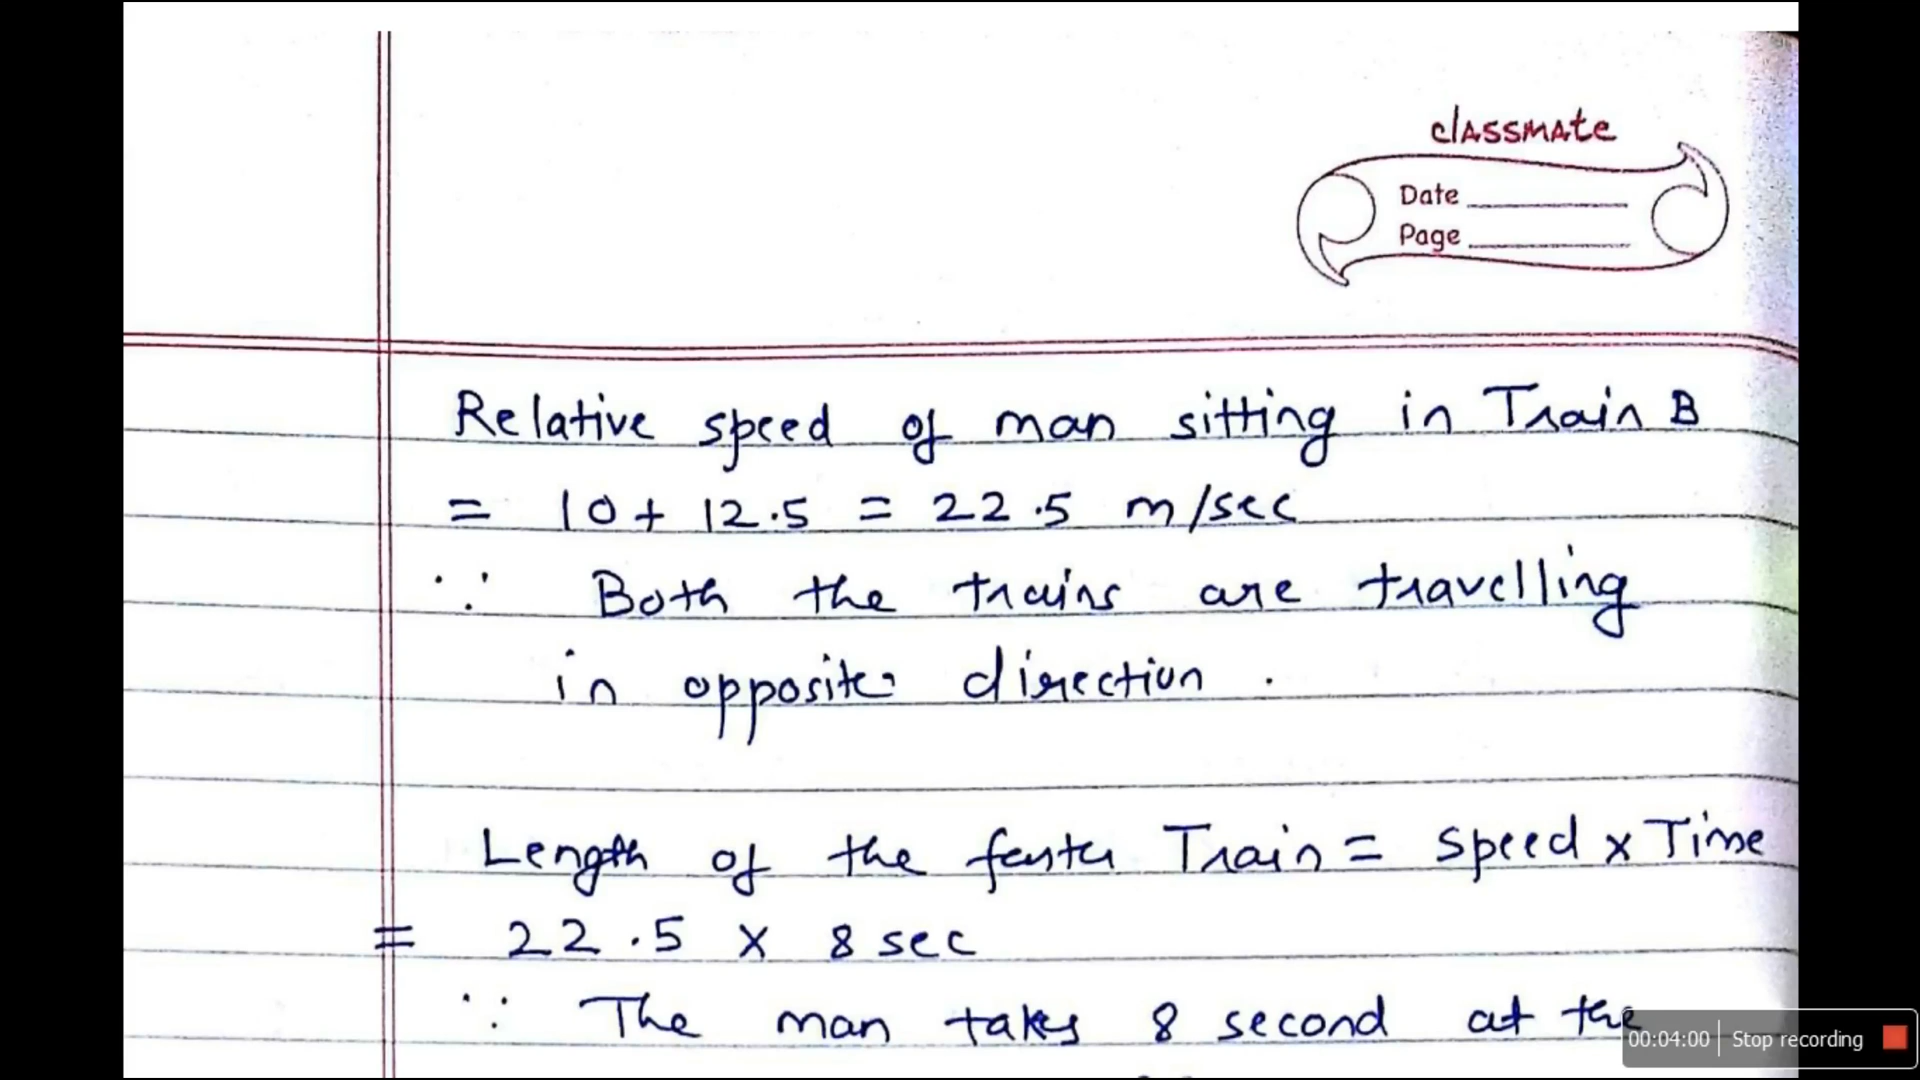 classmate
Date
Page
Relative speed of man sitting in Train B
= 10 + 12.5 = 22.5 m/sec
∵ Both the trains are travelling
in opposite direction .
Length of the faster Train = speed x Time
= 22.5 x 8 sec
∵ The man takes 8 second at the
00:04:00 | Stop recording